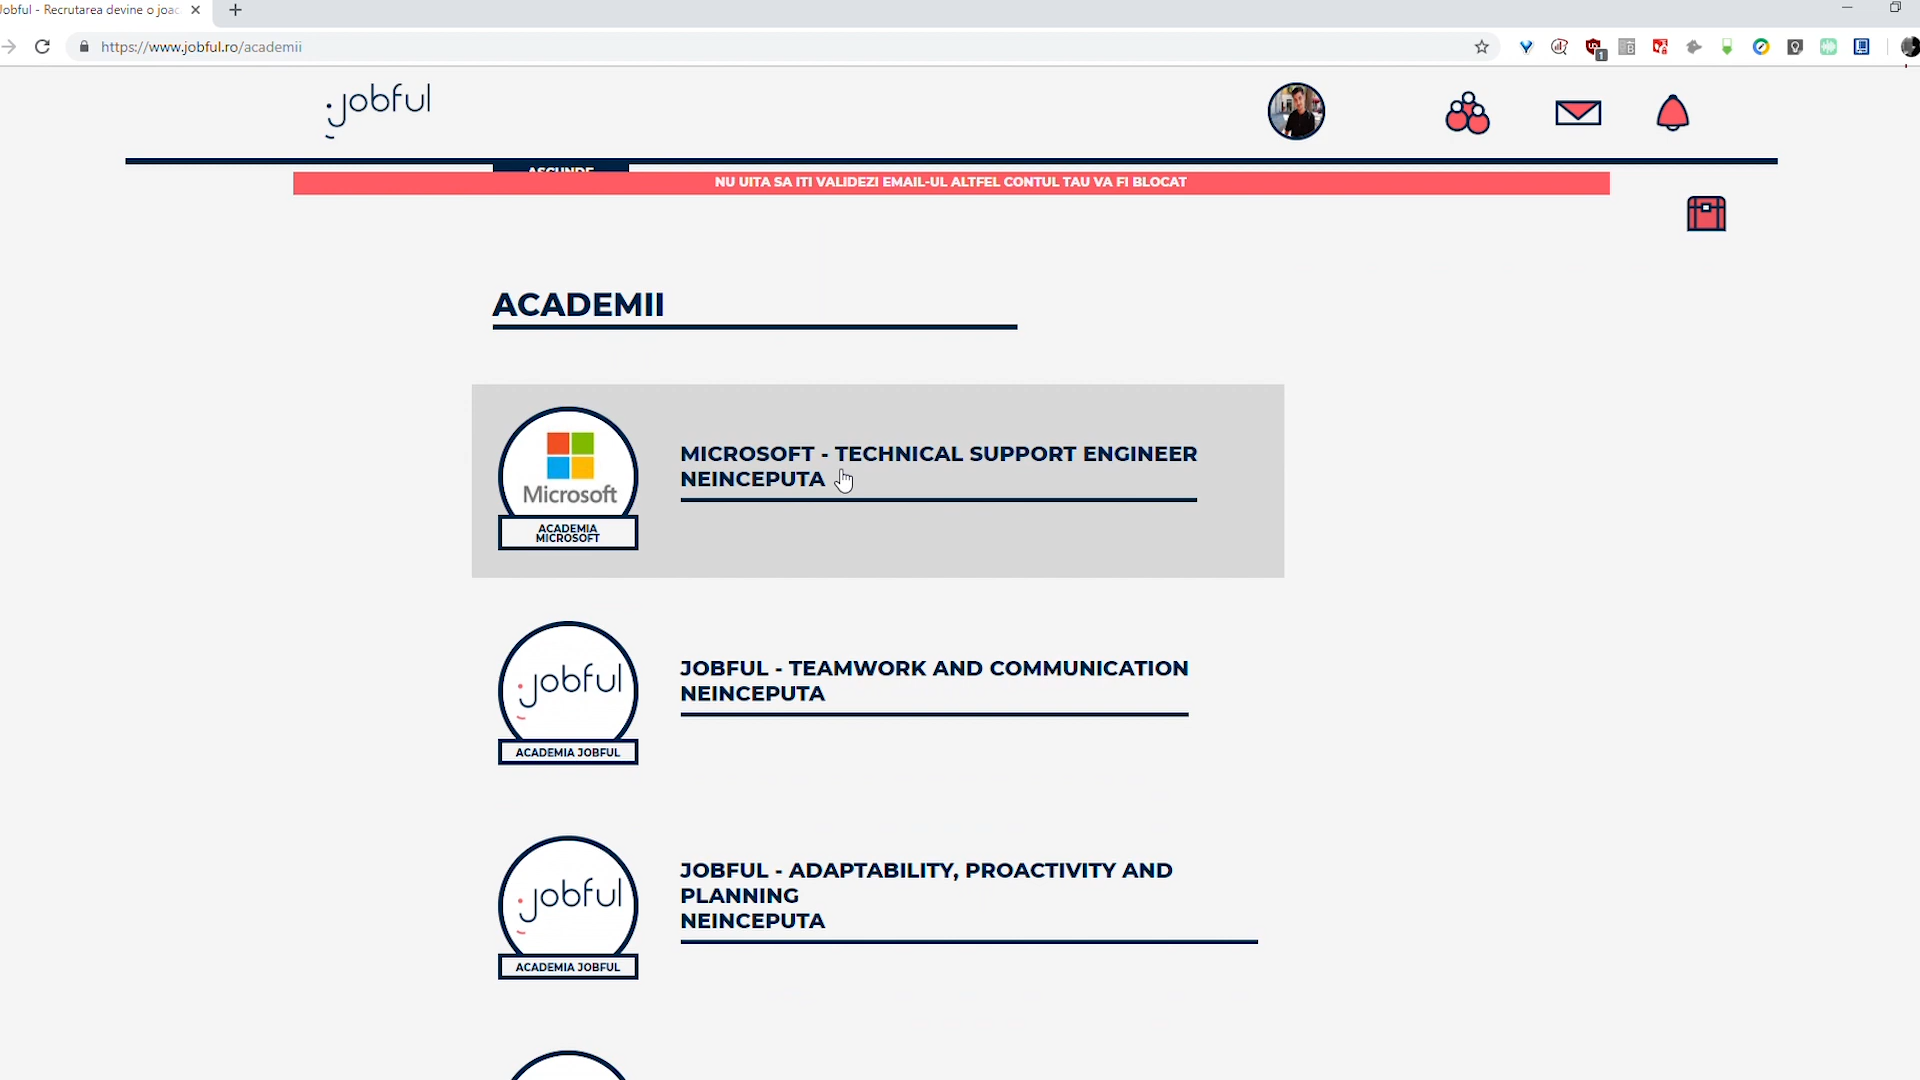 Jobful - Recrutarea devine o joac
https://www.jobful.ro/academii
1
jobful
ASCUNDE
NU UITA SA ITI VALIDEZI EMAIL-UL ALTFEL CONTUL TAU VA FI BLOCAT
ACADEMII
Microsoft
ACADEMIA
MICROSOFT
MICROSOFT - TECHNICAL SUPPORT ENGINEER
NEINCEPUTA
jobful
ACADEMIA JOBFUL
JOBFUL - TEAMWORK AND COMMUNICATION
NEINCEPUTA
jobful
ACADEMIA JOBFUL
JOBFUL - ADAPTABILITY, PROACTIVITY AND
PLANNING
NEINCEPUTA